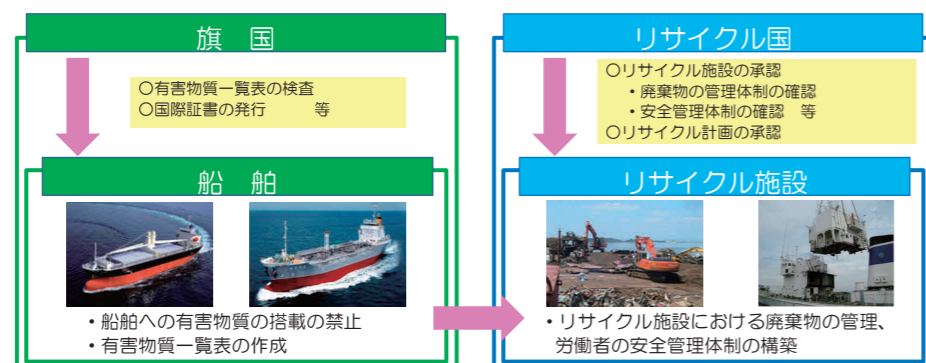 旗　国
○有害物質一覧表の検査
○国際証書の発行　　　等
船　舶
・船舶への有害物質の搭載の禁止
・有害物質一覧表の作成
リサイクル国
○リサイクル施設の承認
・廃棄物の管理体制の確認
・安全管理体制の確認　等
○リサイクル計画の承認
リサイクル施設
・リサイクル施設における廃棄物の管理、
労働者の安全管理体制の構築